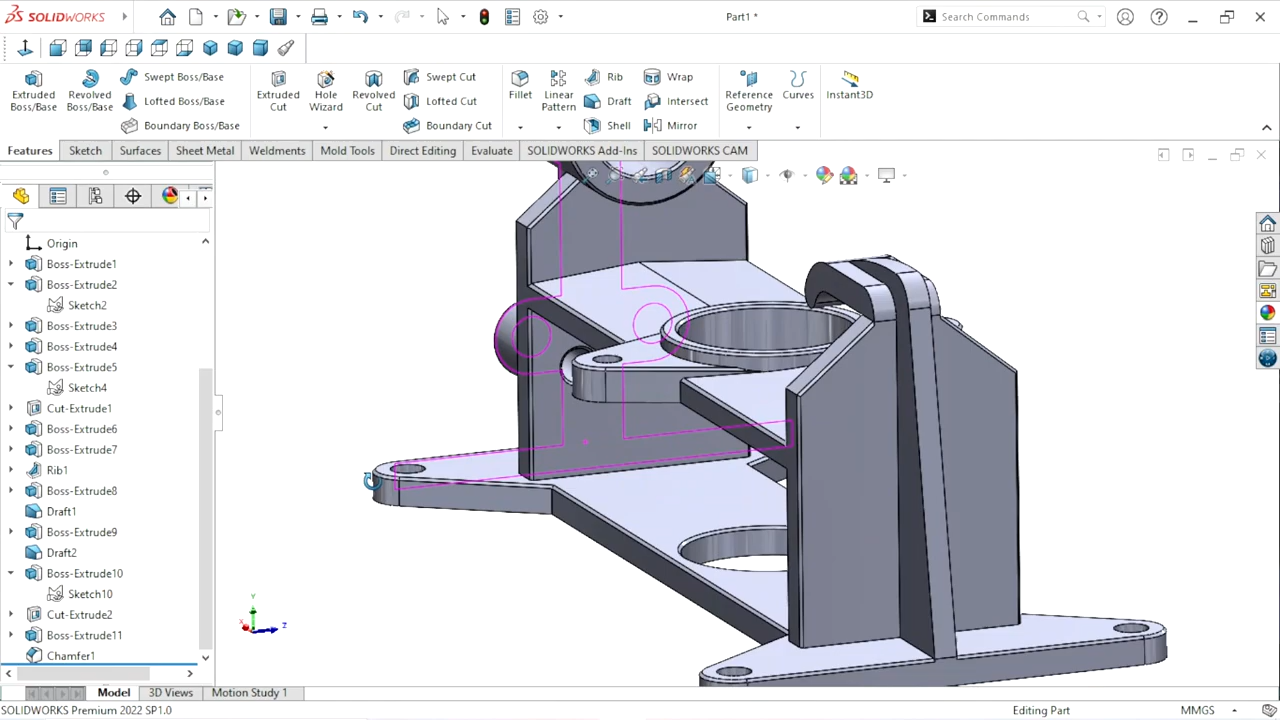 SOLIDWORKS
Part1 *
Search Commands
Extruded Boss/Base
Revolved Boss/Base
Swept Boss/Base
Lofted Boss/Base
Boundary Boss/Base
Extruded Cut
Hole Wizard
Revolved Cut
Swept Cut
Lofted Cut
Boundary Cut
Fillet
Linear Pattern
Rib
Draft
Shell
Wrap
Intersect
Mirror
Reference Geometry
Curves
Instant3D
Features
Sketch
Surfaces
Sheet Metal
Weldments
Mold Tools
Direct Editing
Evaluate
SOLIDWORKS Add-Ins
SOLIDWORKS CAM
Origin
Boss-Extrude1
Boss-Extrude2
Sketch2
Boss-Extrude3
Boss-Extrude4
Boss-Extrude5
Sketch4
Cut-Extrude1
Boss-Extrude6
Boss-Extrude7
Rib1
Boss-Extrude8
Draft1
Boss-Extrude9
Draft2
Boss-Extrude10
Sketch10
Cut-Extrude2
Boss-Extrude11
Chamfer1
Y
X
Z
Model
3D Views
Motion Study 1
SOLIDWORKS Premium 2022 SP1.0
Editing Part
MMGS